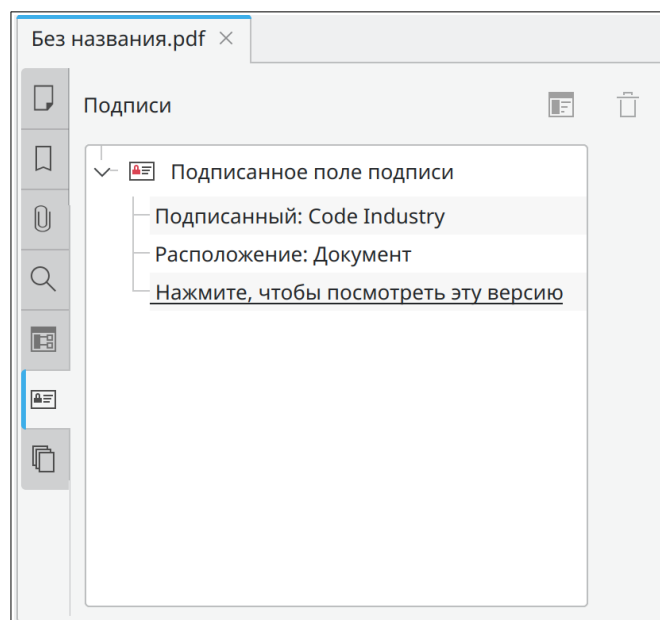 Без названия.pdf
Подписи
Подписанное поле подписи
Подписанный: Code Industry
Расположение: Документ
Нажмите, чтобы посмотреть эту версию